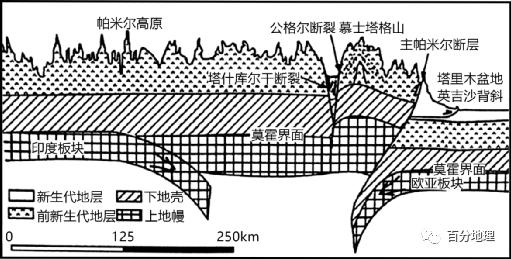 帕米尔高原
公格尔断裂 慕士塔格山
主帕米尔断层
塔什库尔干断裂
塔里木盆地
英吉沙背斜
莫霍界面
印度板块
莫霍界面
欧亚板块
新生代地层
下地壳
前新生代地层
上地幔
0 125 250km
百分地理